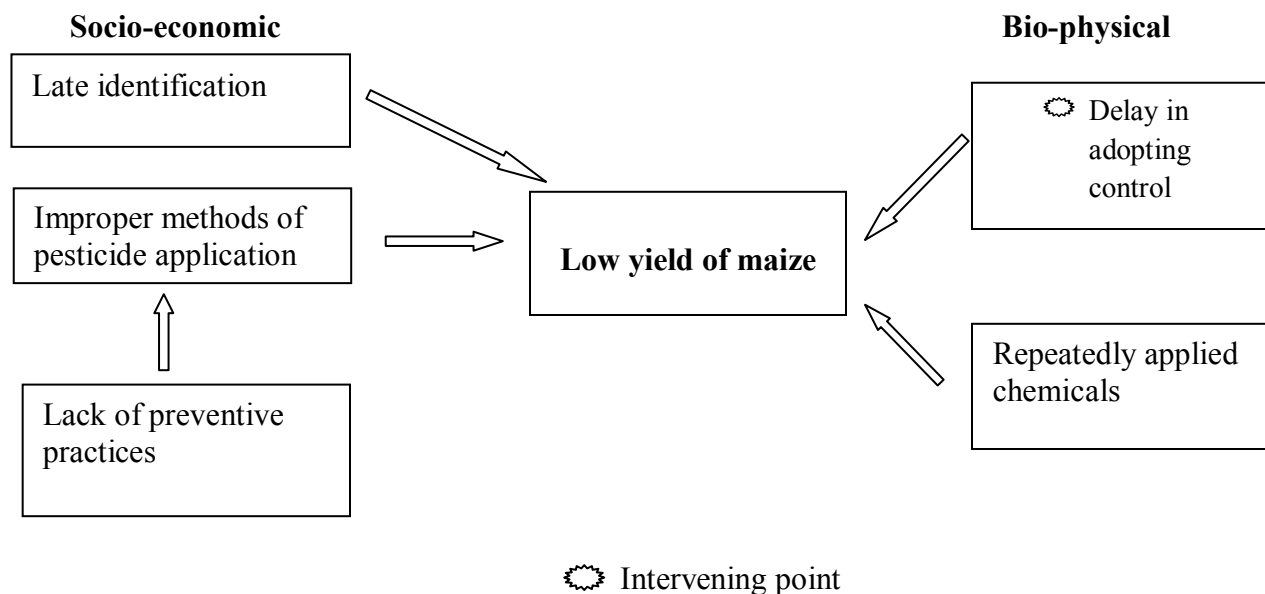 Socio-economic
Bio-physical
Late identification
Delay in
adopting
control
Improper methods of
pesticide application
Low yield of maize
Repeatedly applied
chemicals
Lack of preventive
practices
Intervening point